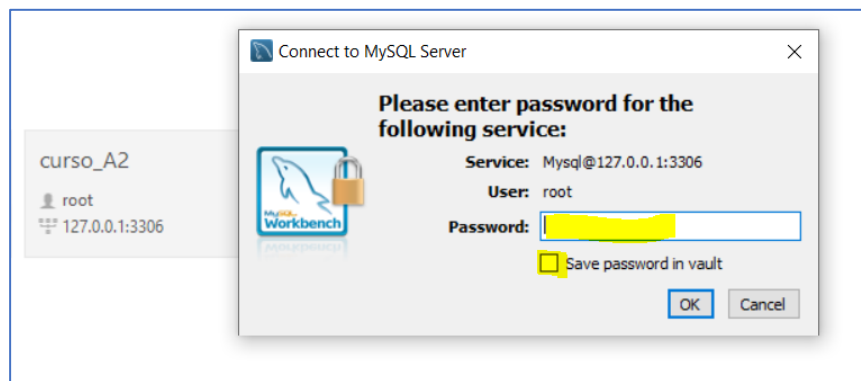 Connect to MySQL Server
Please enter password for the
following service:
curso_A2
Service: Mysql@127.0.0.1:3306
root
User: root
127.0.0.1:3306
MySQL
Workbench
Password:
Save password in vault
OK Cancel